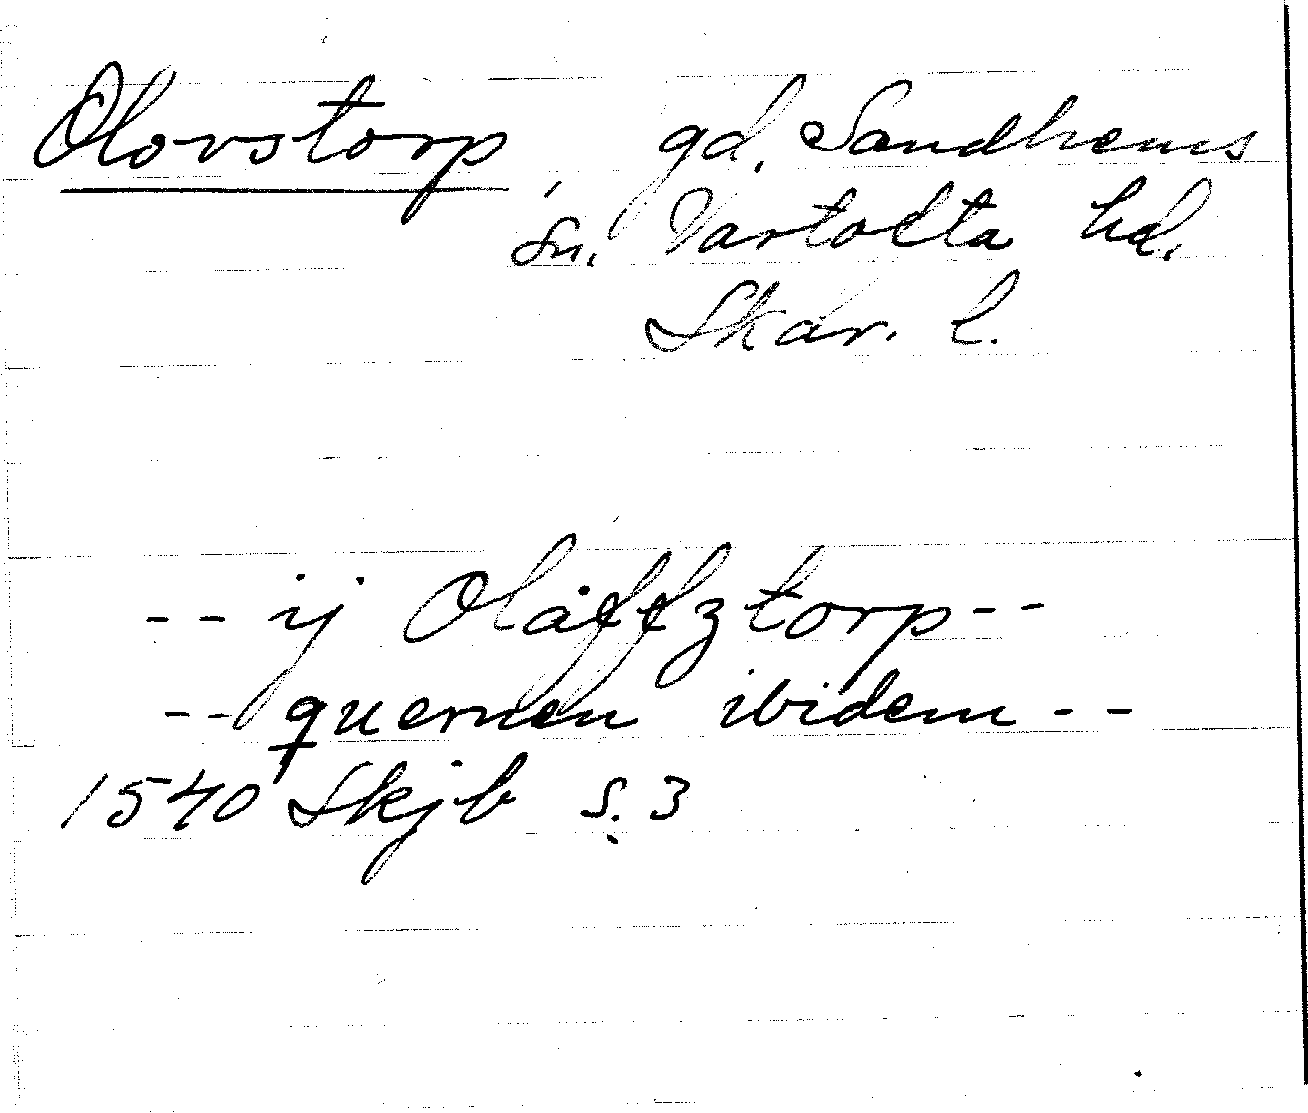 Olovstorp, gd. Sandhems
sn. Vartofta hd.
Skar. l.
-- ij Olåffztorp --
-- quernen ibidem --
1540 Skjb s. 3